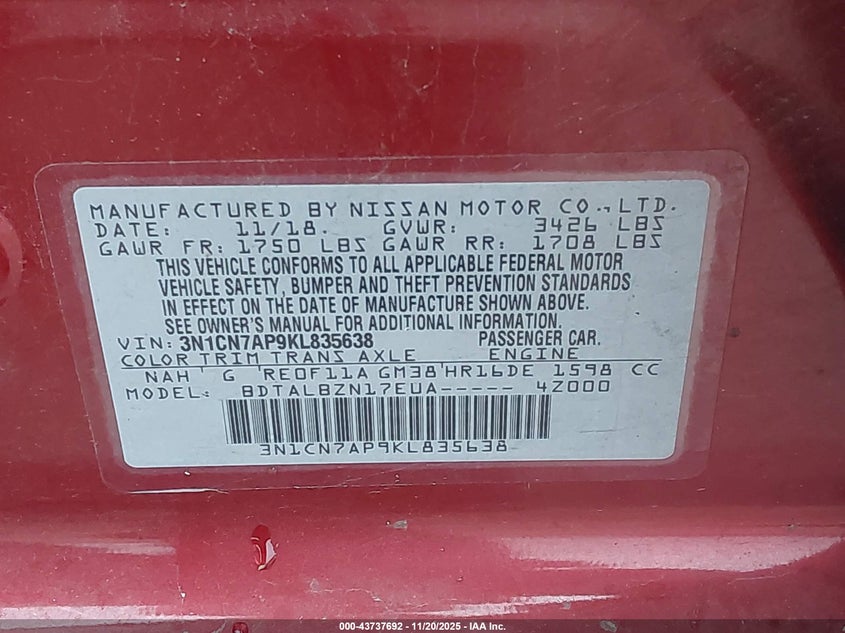 MANUFACTURED BY NISSAN MOTOR CO.,LTD.
DATE: 11/18. GVWR: 3426 LBS
GAWR FR: 1750 LBS GAWR RR: 1708 LBS
THIS VEHICLE CONFORMS TO ALL APPLICABLE FEDERAL MOTOR
VEHICLE SAFETY, BUMPER AND THEFT PREVENTION STANDARDS
IN EFFECT ON THE DATE OF MANUFACTURE SHOWN ABOVE.
SEE OWNER'S MANUAL FOR ADDITIONAL INFORMATION.
VIN: 3N1CN7AP9KL835638 PASSENGER CAR.
COLOR TRIM TRANS AXLE ENGINE
NAH G RE0F11A GM38 HR16DE 1598 CC
MODEL: BDTALBZN17EUA----- 4Z000
3N1CN7AP9KL835638
000-43737692 - 11/20/2025 - IAA Inc.